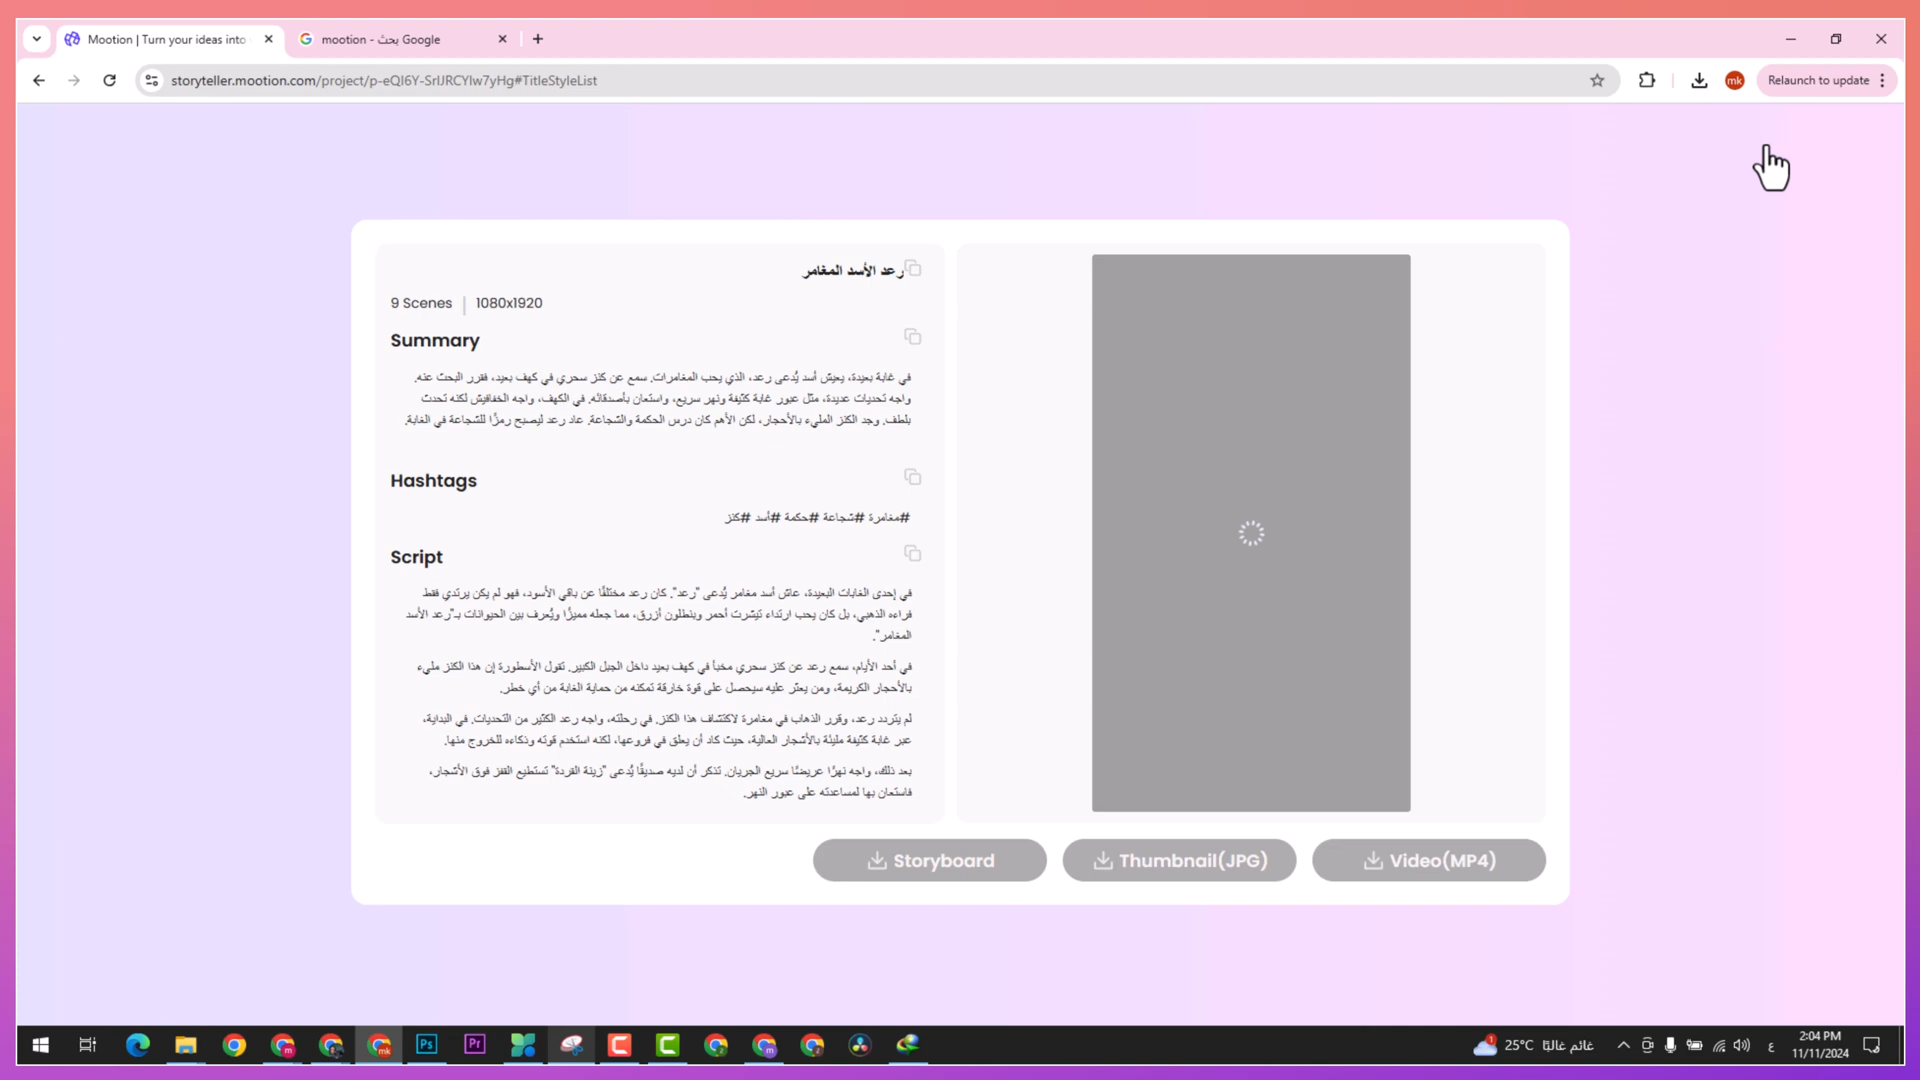 Mootion | Turn your ideas into
mootion - بحث Google
storyteller.mootion.com/project/p-eQI6Y-SrIJRCYlw7yHg#TitleStyleList
mk
Relaunch to update
رعد الأسد المغامر
9 Scenes | 1080x1920
Summary
في غابة بعيدة، يعيش أسد يُدعى رعد، الذي يحب المغامرات. سمع عن كنز سحري في كهف بعيد، فقرر البحث عنه.
واجه تحديات عديدة، مثل عبور غابة كثيفة ونهر سريع، واستعان بأصدقائه. في الكهف، واجه الخفافيش لكنه تحدث
بلطف. وجد الكنز المليء بالأحجار، لكن الأهم كان درس الحكمة والشجاعة. عاد رعد ليصبح رمزًا للشجاعة في الغابة.
Hashtags
#مغامرة #شجاعة #حكمة #أسد #كنز
Script
في إحدى الغابات البعيدة، عاش أسد مغامر يُدعى "رعد". كان رعد مختلفًا عن باقي الأسود، فهو لم يكن يرتدي فقط
فراءه الذهبي، بل كان يحب ارتداء تيشرت أحمر وبنطلون أزرق، مما جعله مميزًا ويُعرف بين الحيوانات بـ"رعد الأسد
المغامر".
في أحد الأيام، سمع رعد عن كنز سحري مخبأ في كهف بعيد داخل الجبل الكبير. تقول الأسطورة إن هذا الكنز مليء
بالأحجار الكريمة، ومن يعثر عليه سيحصل على قوة خارقة تمكنه من حماية الغابة من أي خطر.
لم يتردد رعد، وقرر الذهاب في مغامرة لاكتشاف هذا الكنز. في رحلته، واجه رعد الكثير من التحديات. في البداية،
عبر غابة كثيفة مليئة بالأشجار العالية، حيث كاد أن يعلق في فروعها، لكنه استخدم قوته وذكاءه للخروج منها.
بعد ذلك، واجه نهرًا عريضًا سريع الجريان. تذكر أن لديه صديقًا يُدعى "زينة القردة" تستطيع القفز فوق الأشجار،
فاستعان بها لمساعدته على عبور النهر.
Storyboard
Thumbnail(JPG)
Video(MP4)
Ps
Pr
25°C غائم غالبًا
ع
2:04 PM
11/11/2024